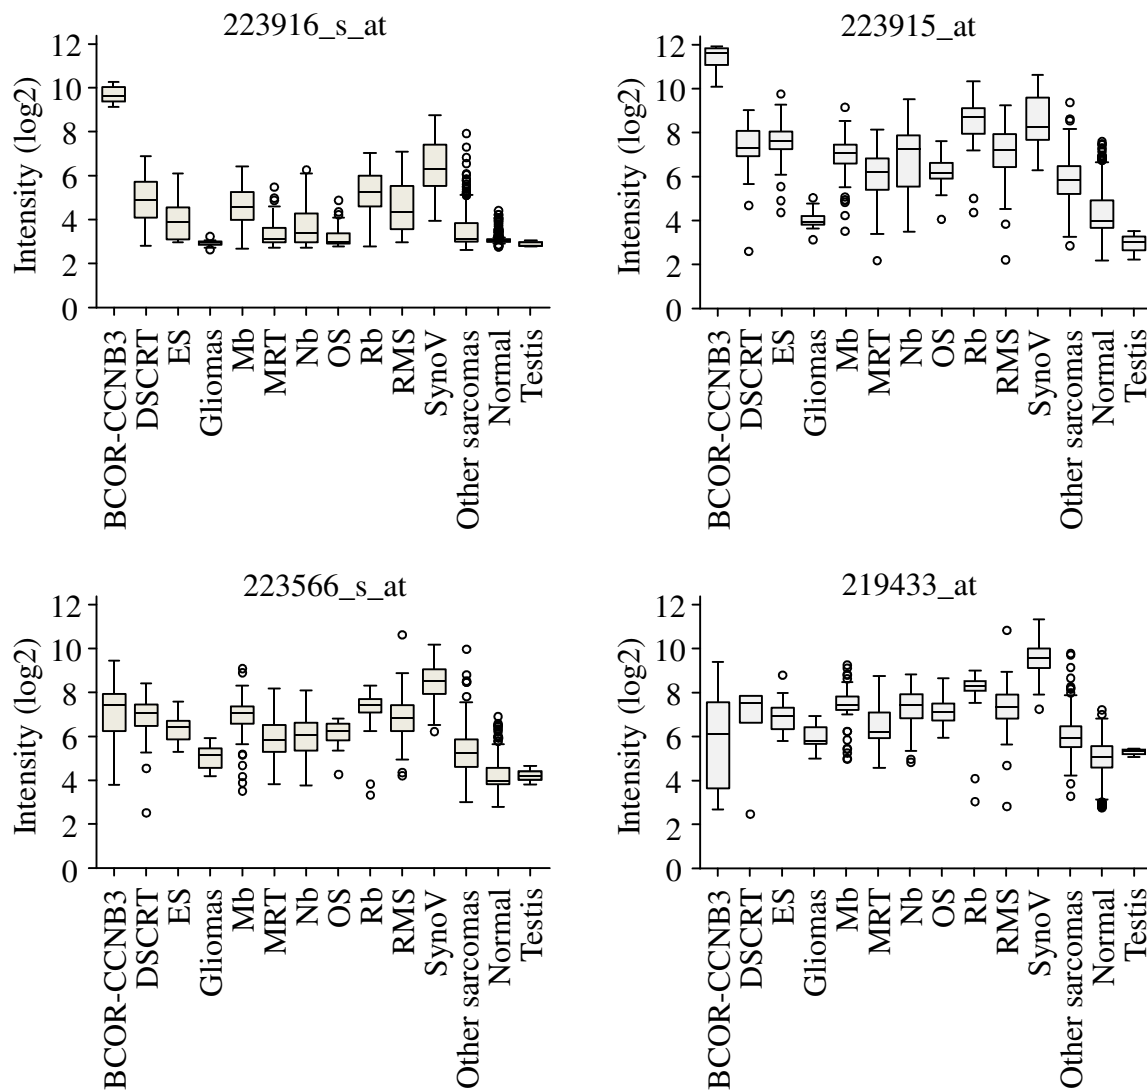 223916_s_at
Intensity (log2)
12
10
8
6
4
2
0
BCOR-CCNB3
DSCRT
ES
Gliomas
Mb
MRT
Nb
OS
Rb
RMS
SynoV
Other sarcomas
Normal
Testis
223915_at
Intensity (log2)
12
10
8
6
4
2
0
BCOR-CCNB3
DSCRT
ES
Gliomas
Mb
MRT
Nb
OS
Rb
RMS
SynoV
Other sarcomas
Normal
Testis
223566_s_at
Intensity (log2)
12
10
8
6
4
2
0
BCOR-CCNB3
DSCRT
ES
Gliomas
Mb
MRT
Nb
OS
Rb
RMS
SynoV
Other sarcomas
Normal
Testis
219433_at
Intensity (log2)
12
10
8
6
4
2
0
BCOR-CCNB3
DSCRT
ES
Gliomas
Mb
MRT
Nb
OS
Rb
RMS
SynoV
Other sarcomas
Normal
Testis